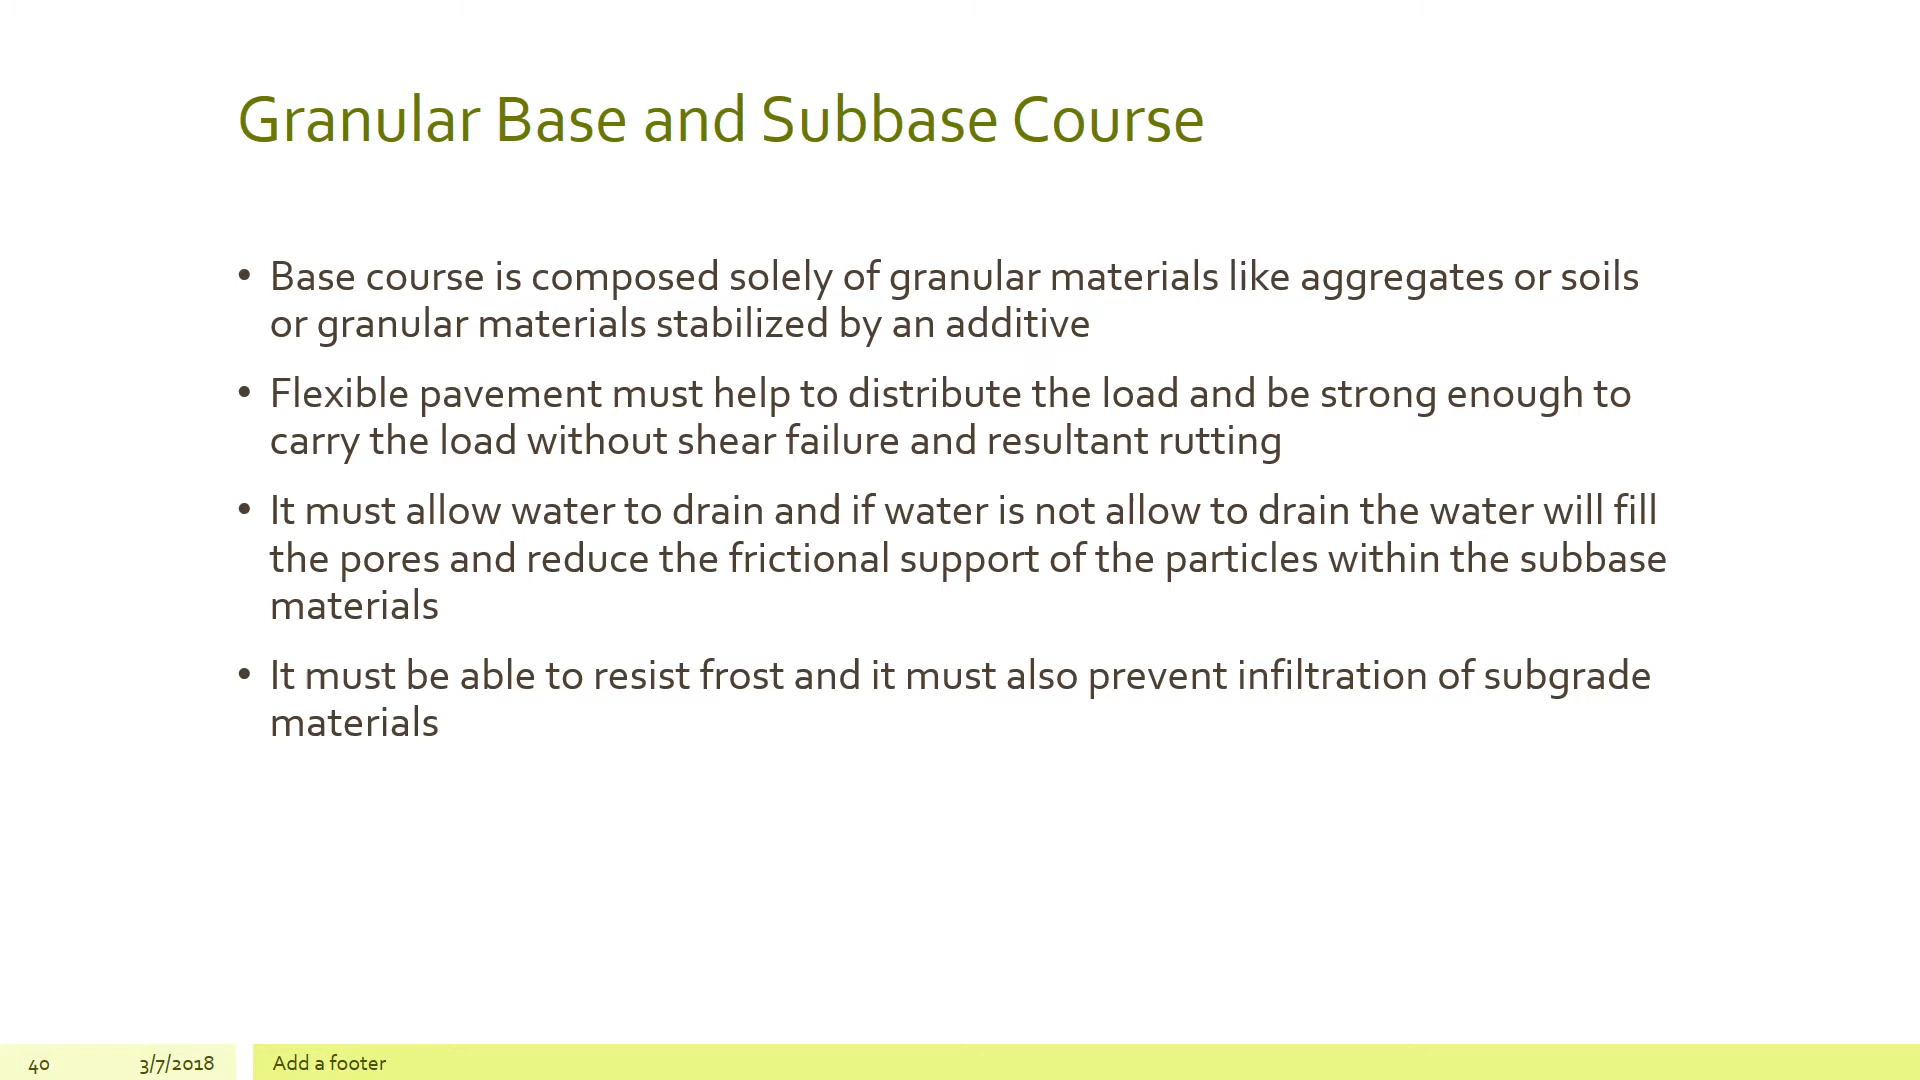 Granular Base and Subbase Course
• Base course is composed solely of granular materials like aggregates or soils
or granular materials stabilized by an additive
• Flexible pavement must help to distribute the load and be strong enough to
carry the load without shear failure and resultant rutting
• It must allow water to drain and if water is not allow to drain the water will fill
the pores and reduce the frictional support of the particles within the subbase
materials
• It must be able to resist frost and it must also prevent infiltration of subgrade
materials
40 3/7/2018 Add a footer